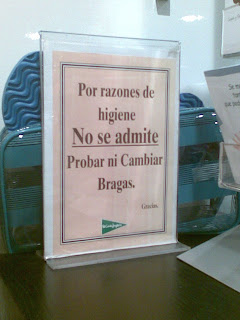 Por razones de
higiene
No se admite
Probar ni Cambiar
Bragas.
Gracias.